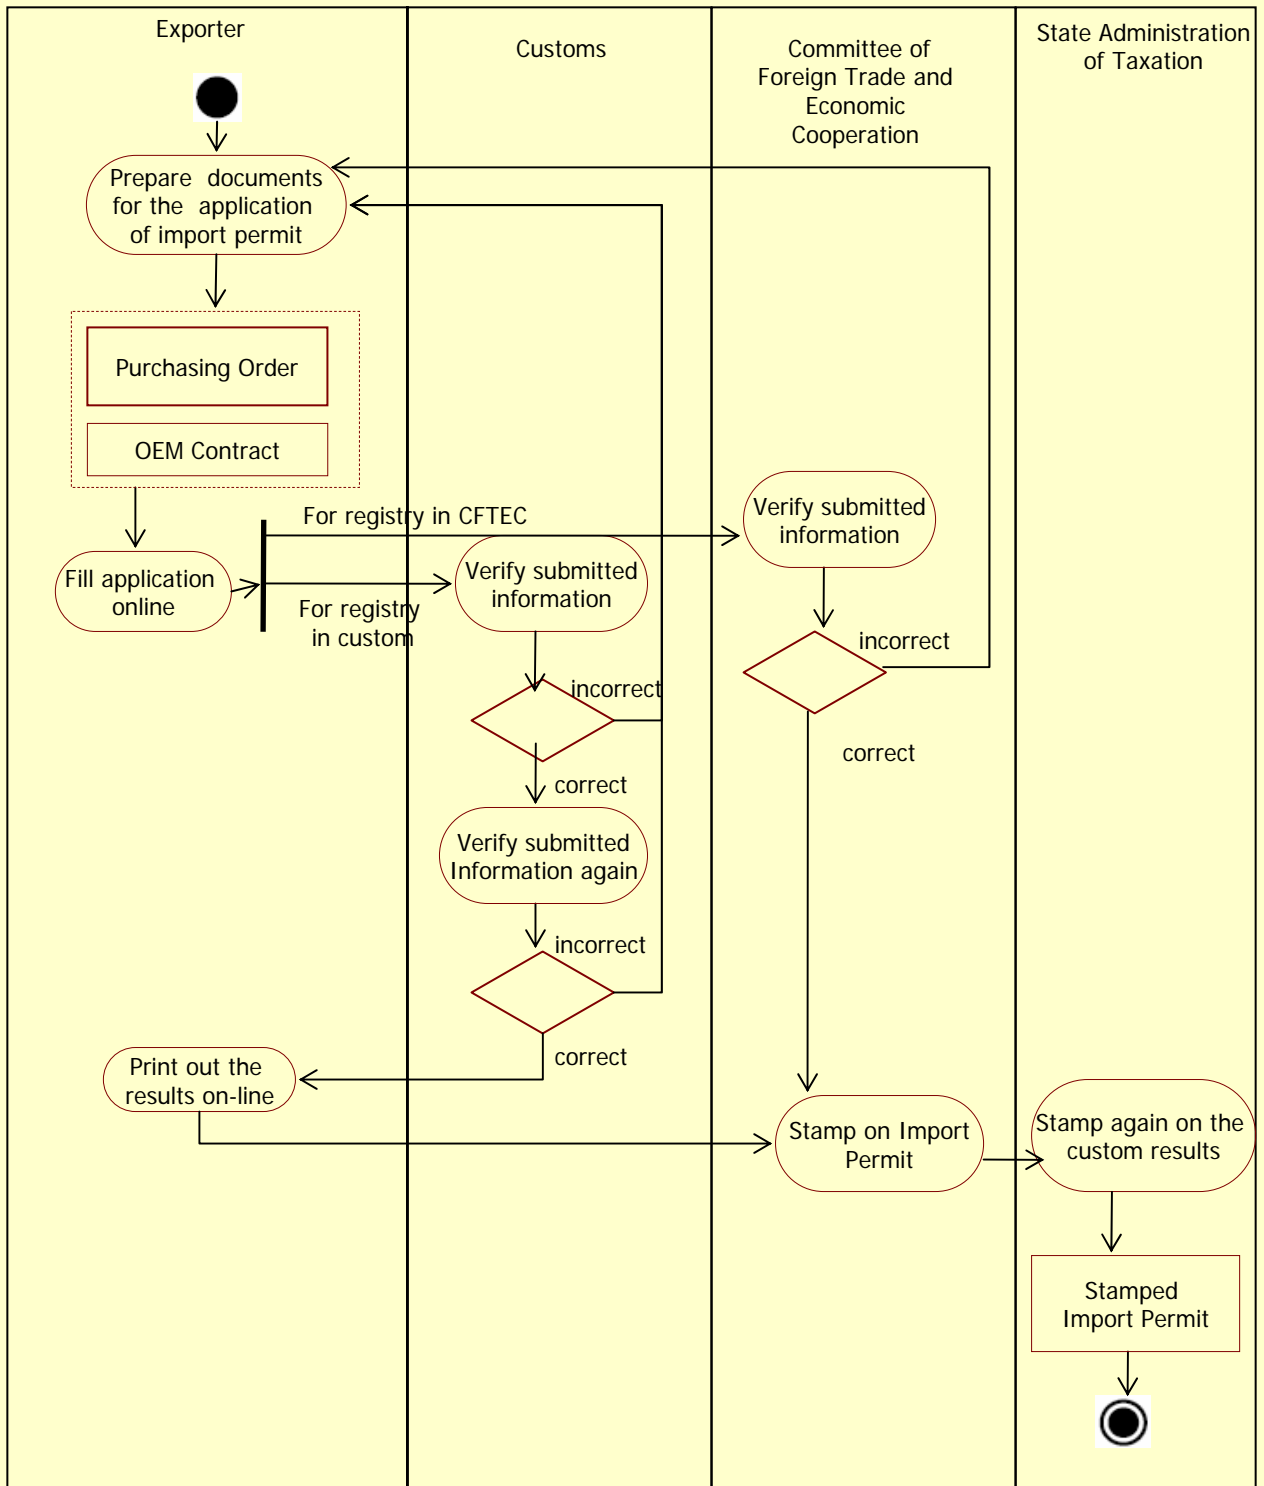 Exporter
Customs
Committee of
Foreign Trade and
Economic
Cooperation
State Administration
of Taxation
Prepare documents
for the application
of import permit
Purchasing Order
OEM Contract
For registry in CFTEC
Verify submitted
information
Fill application
online
Verify submitted
information
For registry
in custom
incorrect
incorrect
correct
correct
Verify submitted
Information again
incorrect
correct
Print out the
results on-line
Stamp on Import
Permit
Stamp again on the
custom results
Stamped
Import Permit